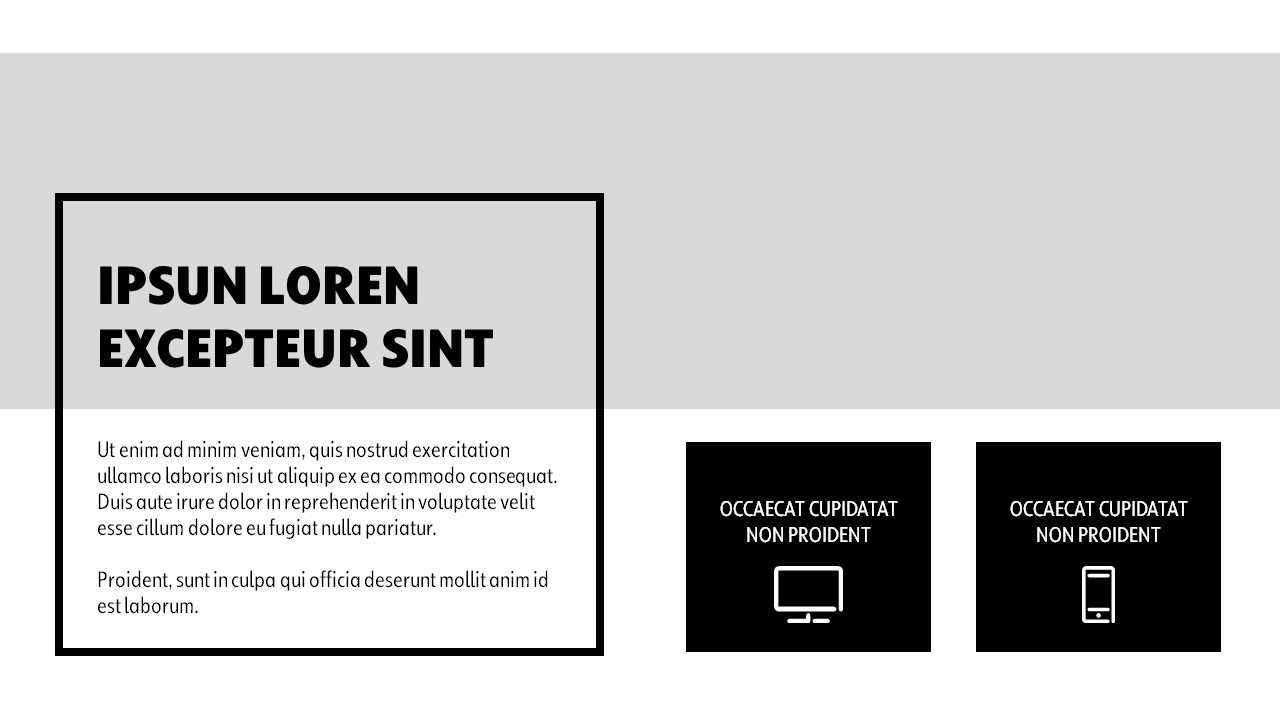 IPSUN LOREN
EXCEPTEUR SINT
Ut enim ad minim veniam, quis nostrud exercitation
ullamco laboris nisi ut aliquip ex ea commodo consequat.
Duis aute irure dolor in reprehenderit in voluptate velit
esse cillum dolore eu fugiat nulla pariatur.
Proident, sunt in culpa qui officia deserunt mollit anim id
est laborum.
OCCAECAT CUPIDATAT
NON PROIDENT
OCCAECAT CUPIDATAT
NON PROIDENT